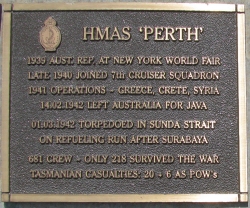 HMAS 'PERTH'
1939 AUST. REP. AT NEW YORK WORLD FAIR
LATE 1940 JOINED 7th CRUISER SQUADRON
1941 OPERATIONS - GREECE, CRETE, SYRIA
14.02.1942 LEFT AUSTRALIA FOR JAVA
01.03.1942 TORPEDOED IN SUNDA STRAIT
ON REFUELING RUN AFTER SURABAYA
681 CREW - ONLY 218 SURVIVED THE WAR
TASMANIAN CASUALTIES: 20 + 6 AS POW's